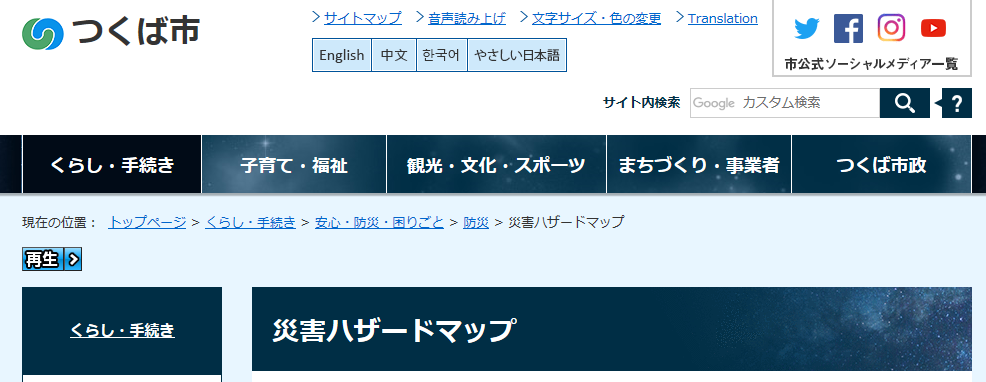 つくば市
サイトマップ 音声読み上げ 文字サイズ・色の変更 Translation
English 中文 한국어 やさしい日本語
市公式ソーシャルメディア一覧
サイト内検索 Google カスタム検索 ?
くらし・手続き 子育て・福祉 観光・文化・スポーツ まちづくり・事業者 つくば市政
現在の位置： トップページ > くらし・手続き > 安心・防災・困りごと > 防災 > 災害ハザードマップ
再生
くらし・手続き
災害ハザードマップ